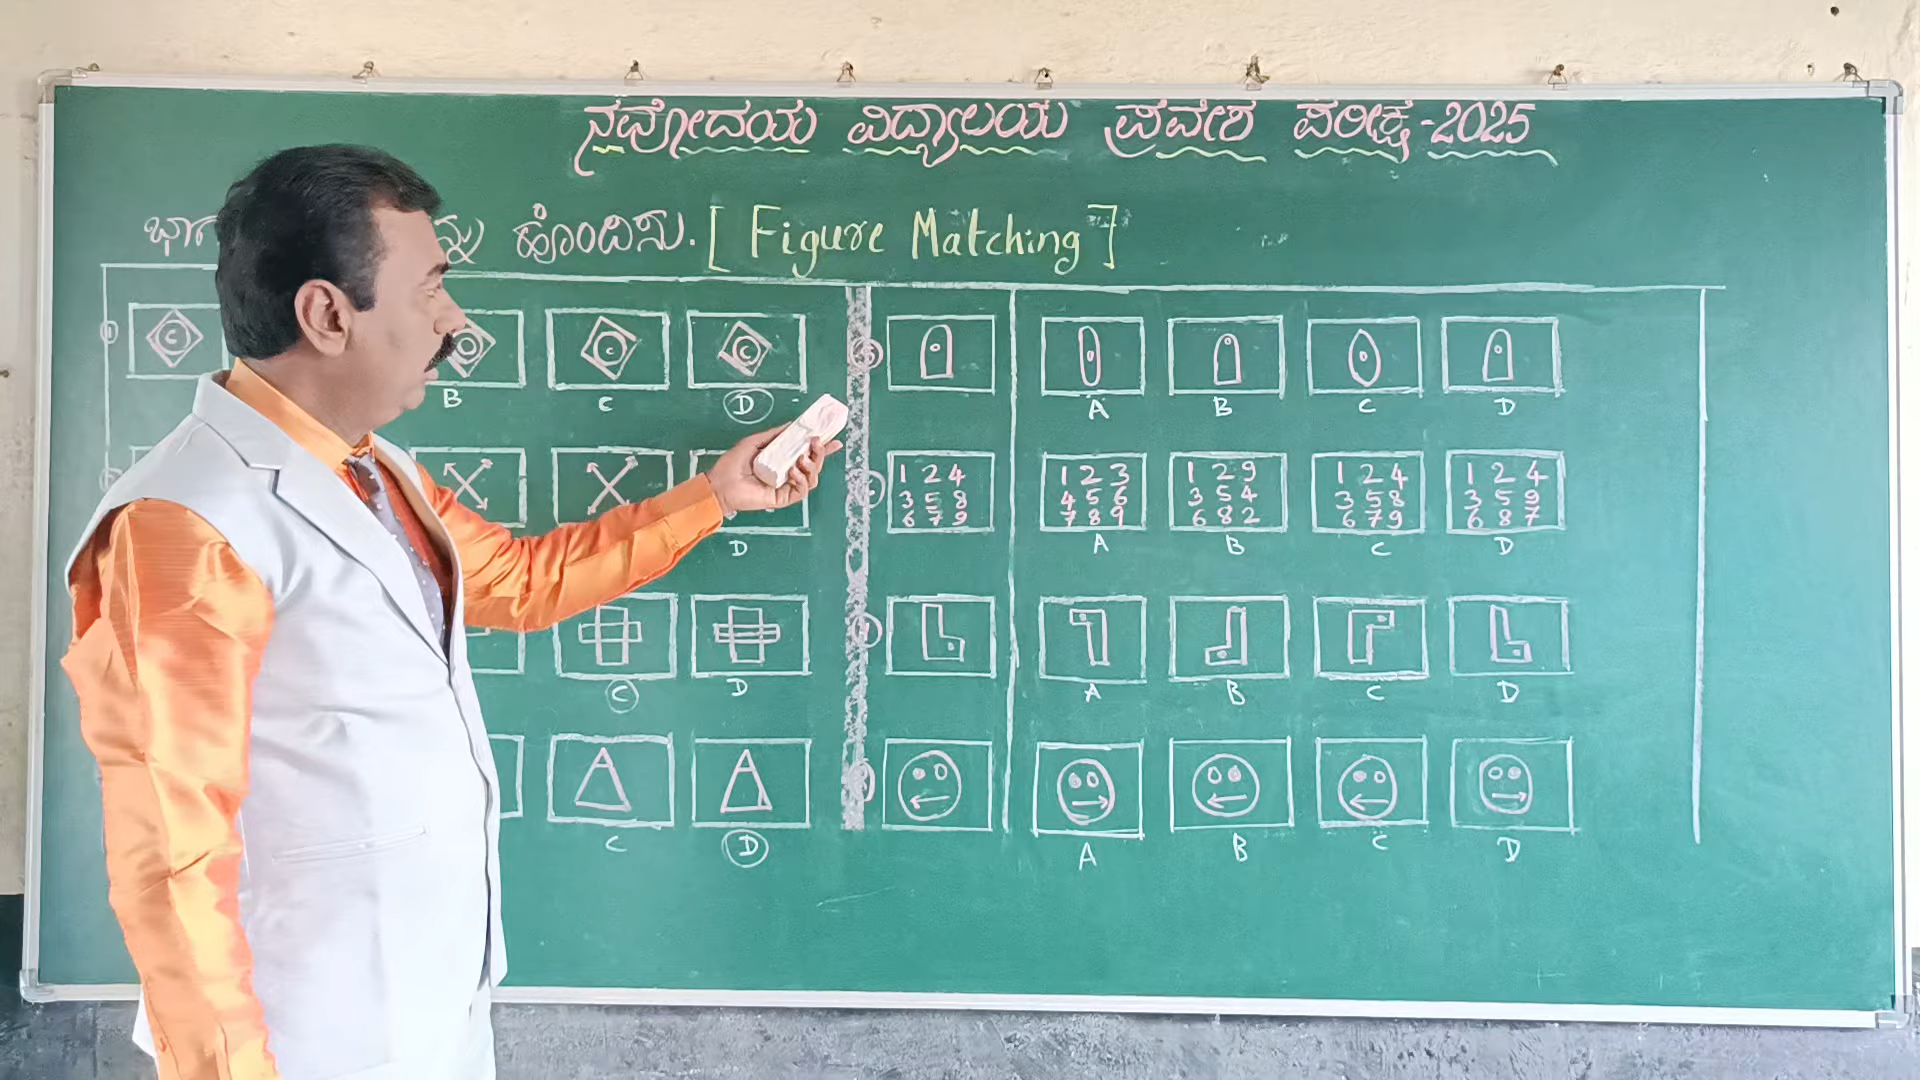 ನವೋದಯ ವಿದ್ಯಾಲಯ ಪ್ರವೇಶ ಪರೀಕ್ಷೆ-2025
ಹೊಂದಿಸು. [ Figure Matching ]
1 C C C 5
B C D A B C D
1 2 4 1 2 3 1 2 9 1 2 4 1 2 4
3 5 8 4 5 6 3 5 4 3 5 8 3 5 9
6 7 9 7 8 9 6 8 2 6 7 9 6 8 7
D A B C D
C D A B C D
C D A B C D